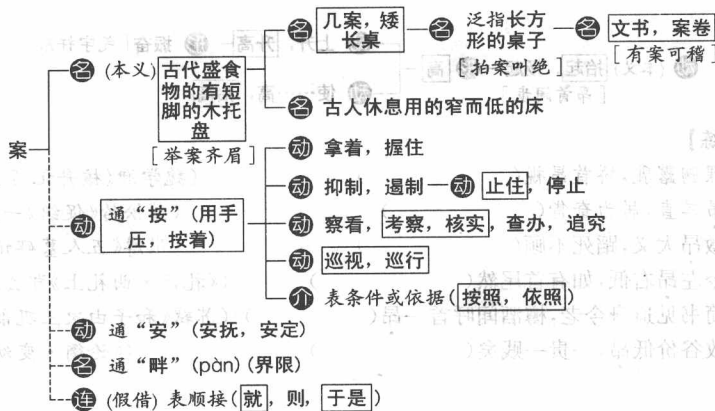 案
名 (本义) 古代盛食物的有短脚的木托盘
[举案齐眉]
名 几案，矮长桌
名 泛指长方形的桌子
[拍案叫绝]
名 文书，案卷
[有案可稽]
名 古人休息用的窄而低的床
动 通“按”(用手压，按着)
动 拿着，握住
动 抑制，遏制
动 止住，停止
动 察看，考察，核实，查办，追究
动 巡视，巡行
介 表条件或依据(按照，依照)
动 通“安”(安抚，安定)
名 通“畔”(pàn)(界限)
连 (假借) 表顺接(就，则，于是)